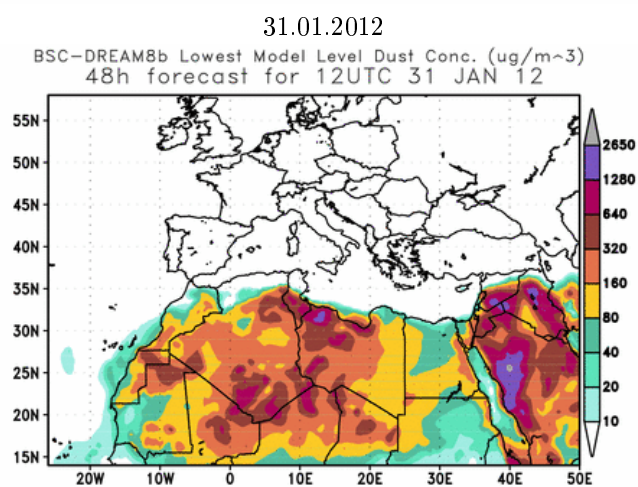 31.01.2012
BSC-DREAM8b Lowest Model Level Dust Conc. (ug/m^3)
48h forecast for 12UTC 31 JAN 12
55N
50N
45N
40N
35N
30N
25N
20N
15N
20W 10W 0 10E 20E 30E 40E 50E
2650
1280
640
320
160
80
40
20
10